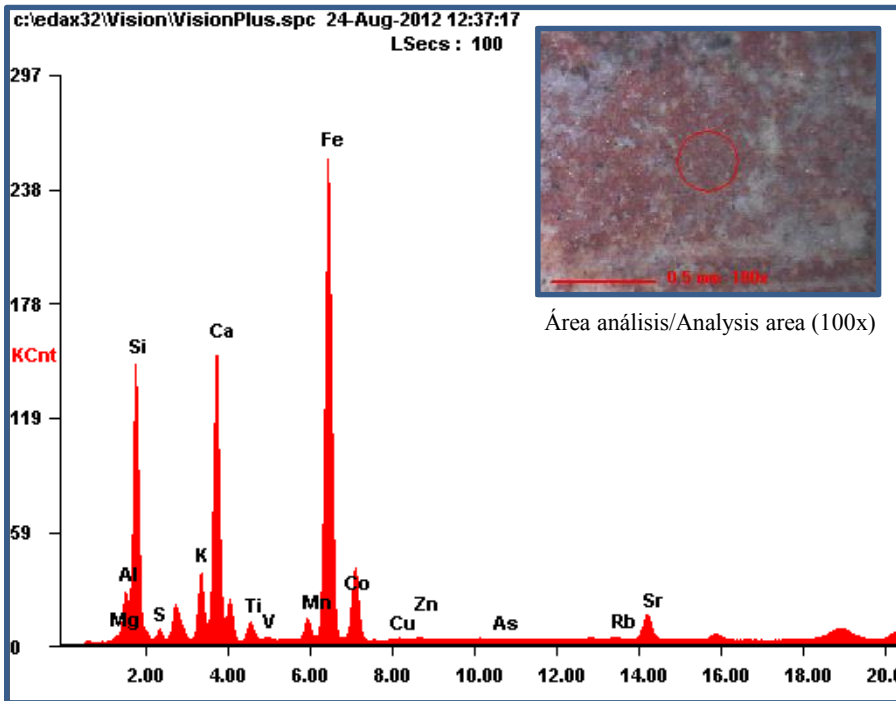 c:\edax32\Vision\VisionPlus.spc 24-Aug-2012 12:37:17
LSecs : 100
297
238
178
KCnt
119
59
0
Fe
Ca
Si
K
Al
Mg
S
Ti
V
Mn
Co
Cu
Zn
As
Rb
Sr
2.00 4.00 6.00 8.00 10.00 12.00 14.00 16.00 18.00 20.0
0.5 mm 100x
Área análisis/Analysis area (100x)